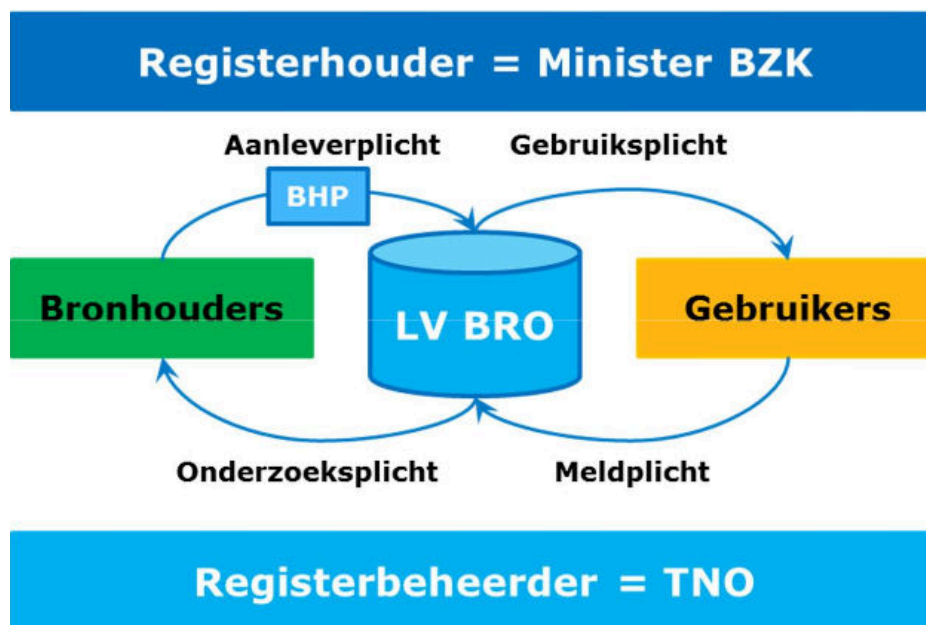 Registerhouder = Minister BZK
Aanleverplicht
Gebruiksplicht
BHP
Bronhouders
LV BRO
Gebruikers
Onderzoeksplicht
Meldplicht
Registerbeheerder = TNO